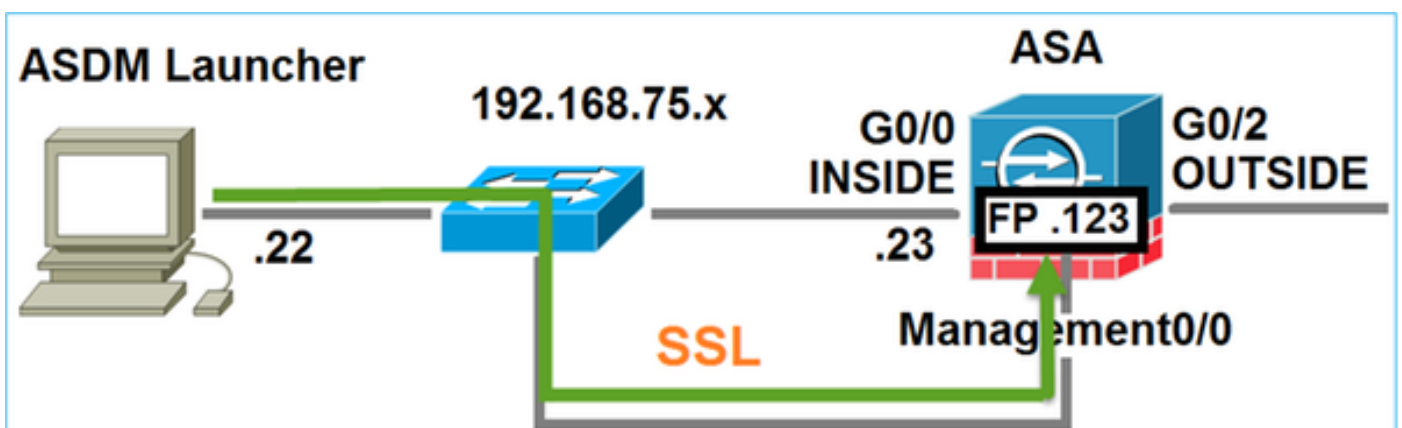 ASDM Launcher
192.168.75.x
ASA
G0/0
INSIDE
G0/2
OUTSIDE
FP .123
.22
.23
Management0/0
SSL